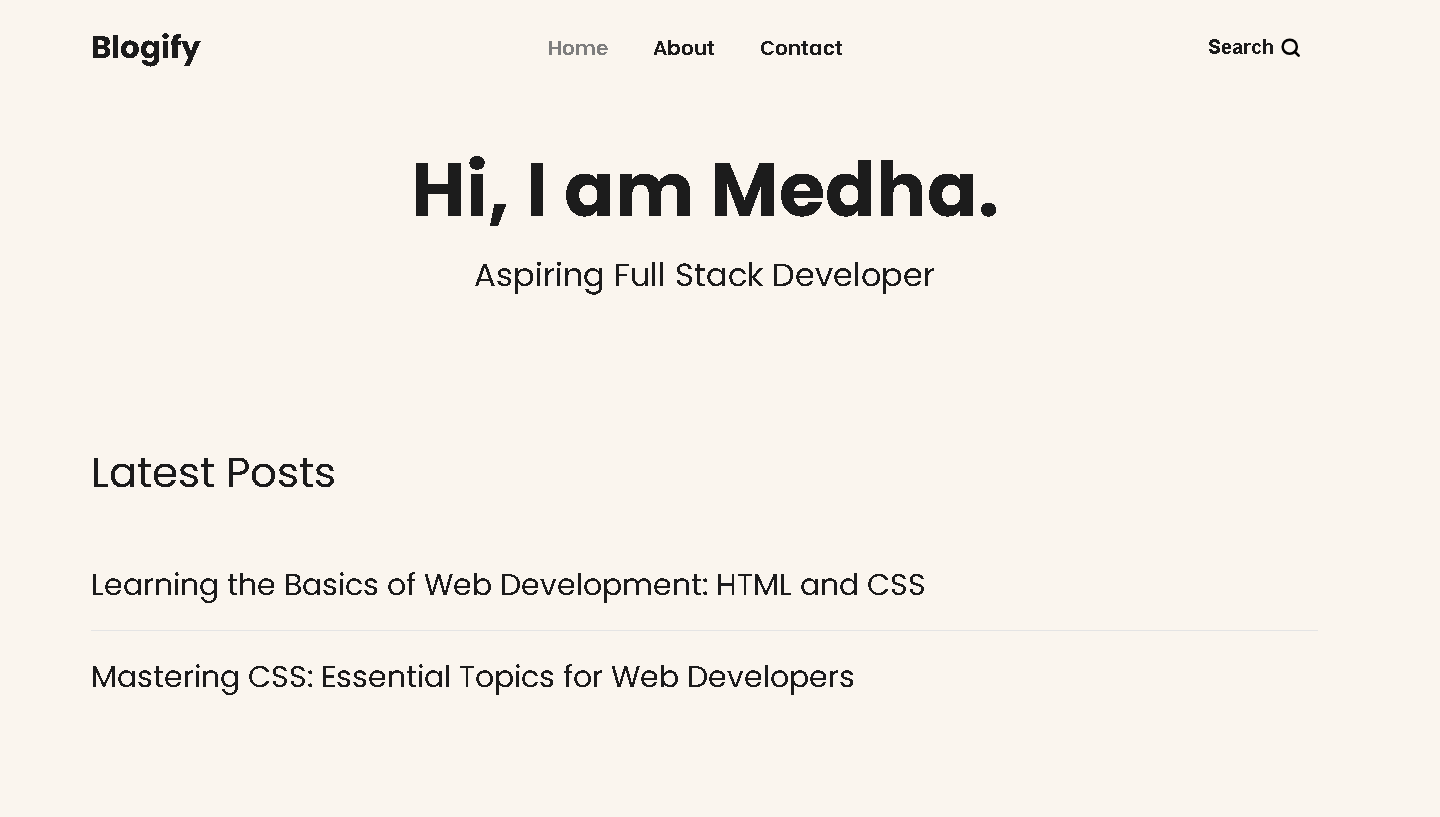 Blogify
Home About Contact
Search
Hi, I am Medha.
Aspiring Full Stack Developer
Latest Posts
Learning the Basics of Web Development: HTML and CSS
Mastering CSS: Essential Topics for Web Developers